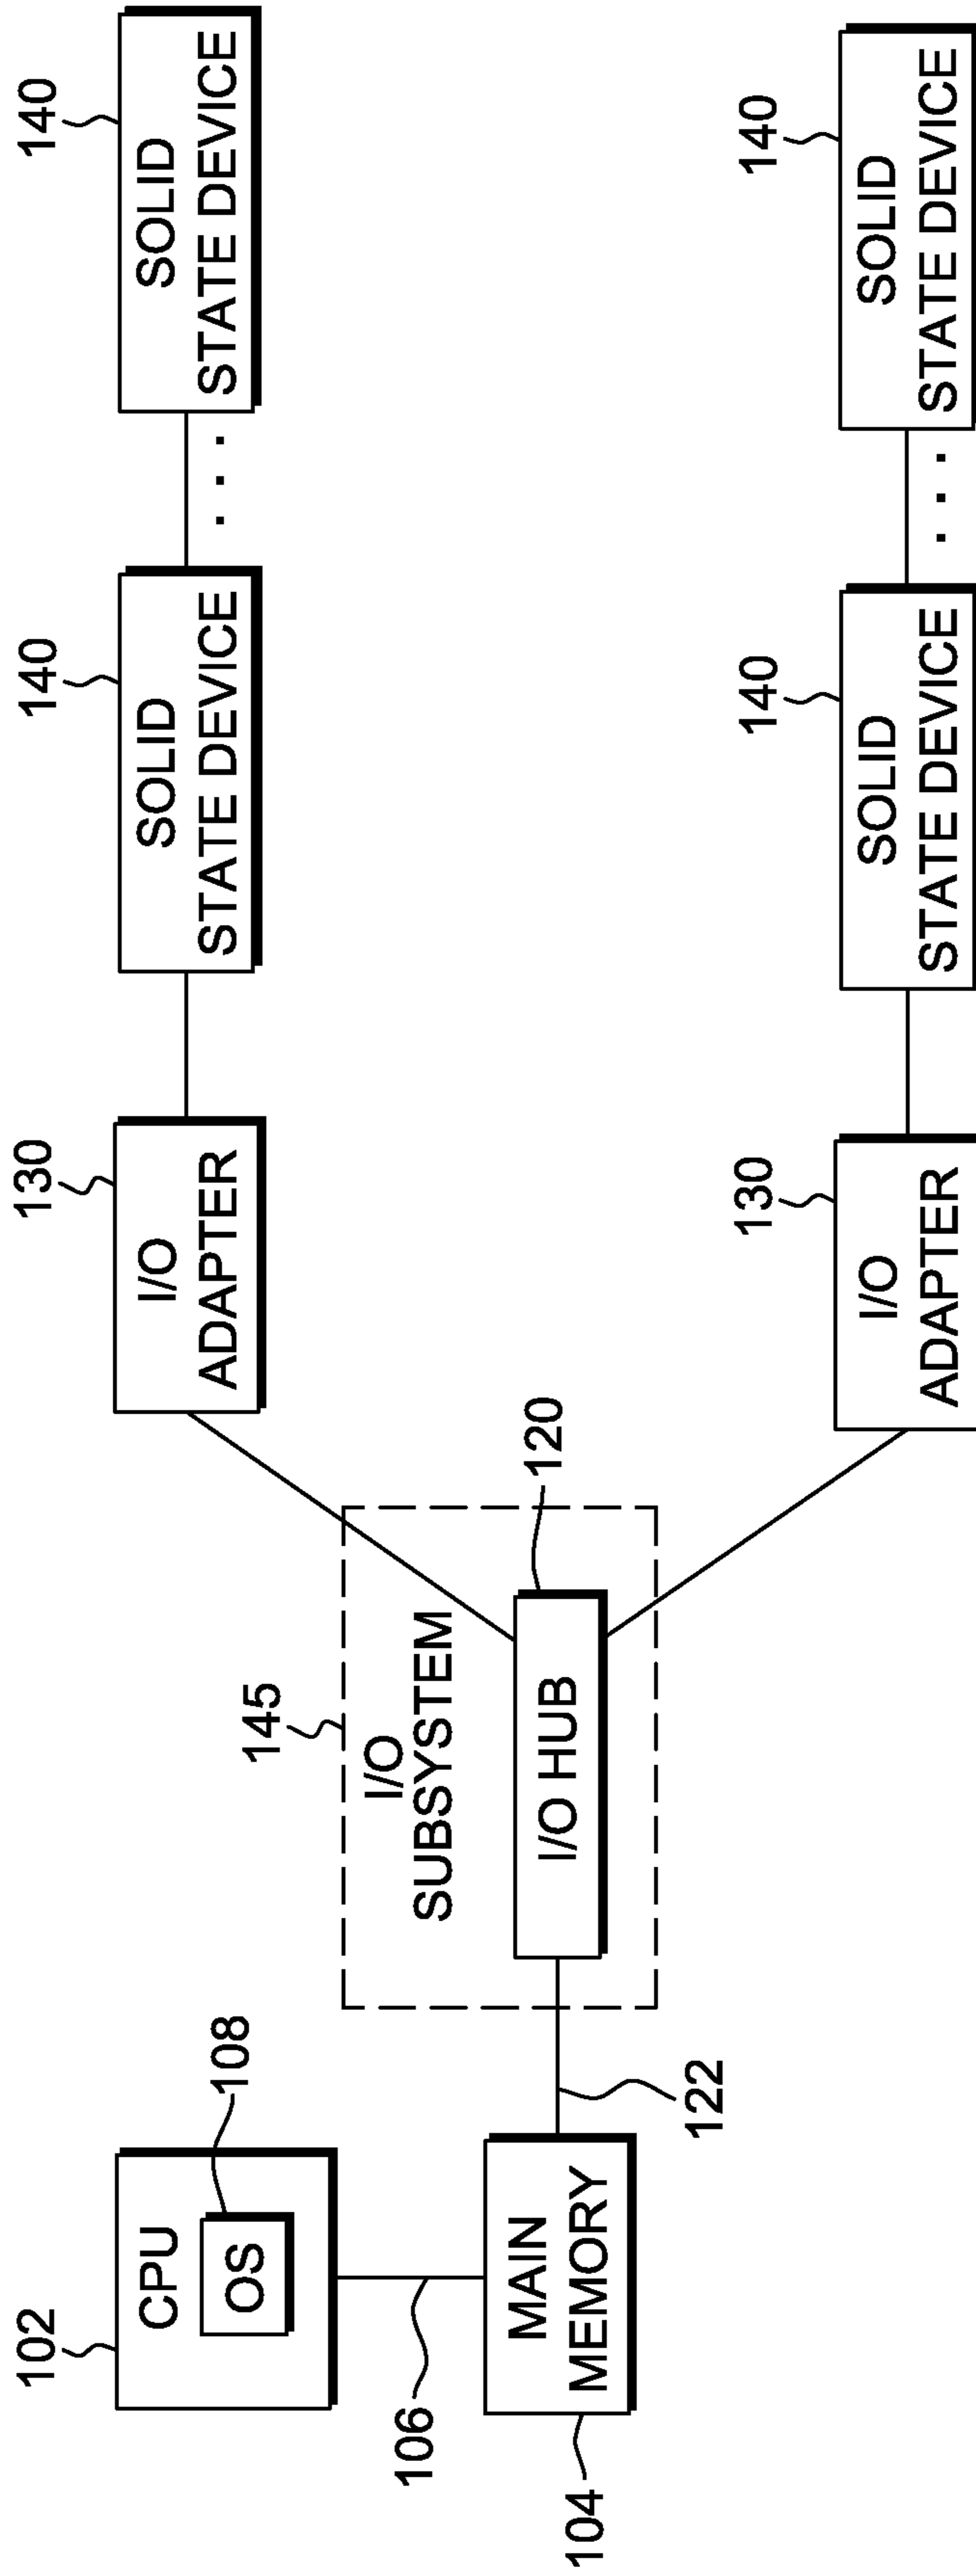 102
CPU
108
OS
106
MAIN
MEMORY
104
122
145
I/O
SUBSYSTEM
I/O HUB
120
130
I/O
ADAPTER
140
SOLID
STATE DEVICE
. . .
140
SOLID
STATE DEVICE
130
I/O
ADAPTER
140
SOLID
STATE DEVICE
. . .
140
SOLID
STATE DEVICE